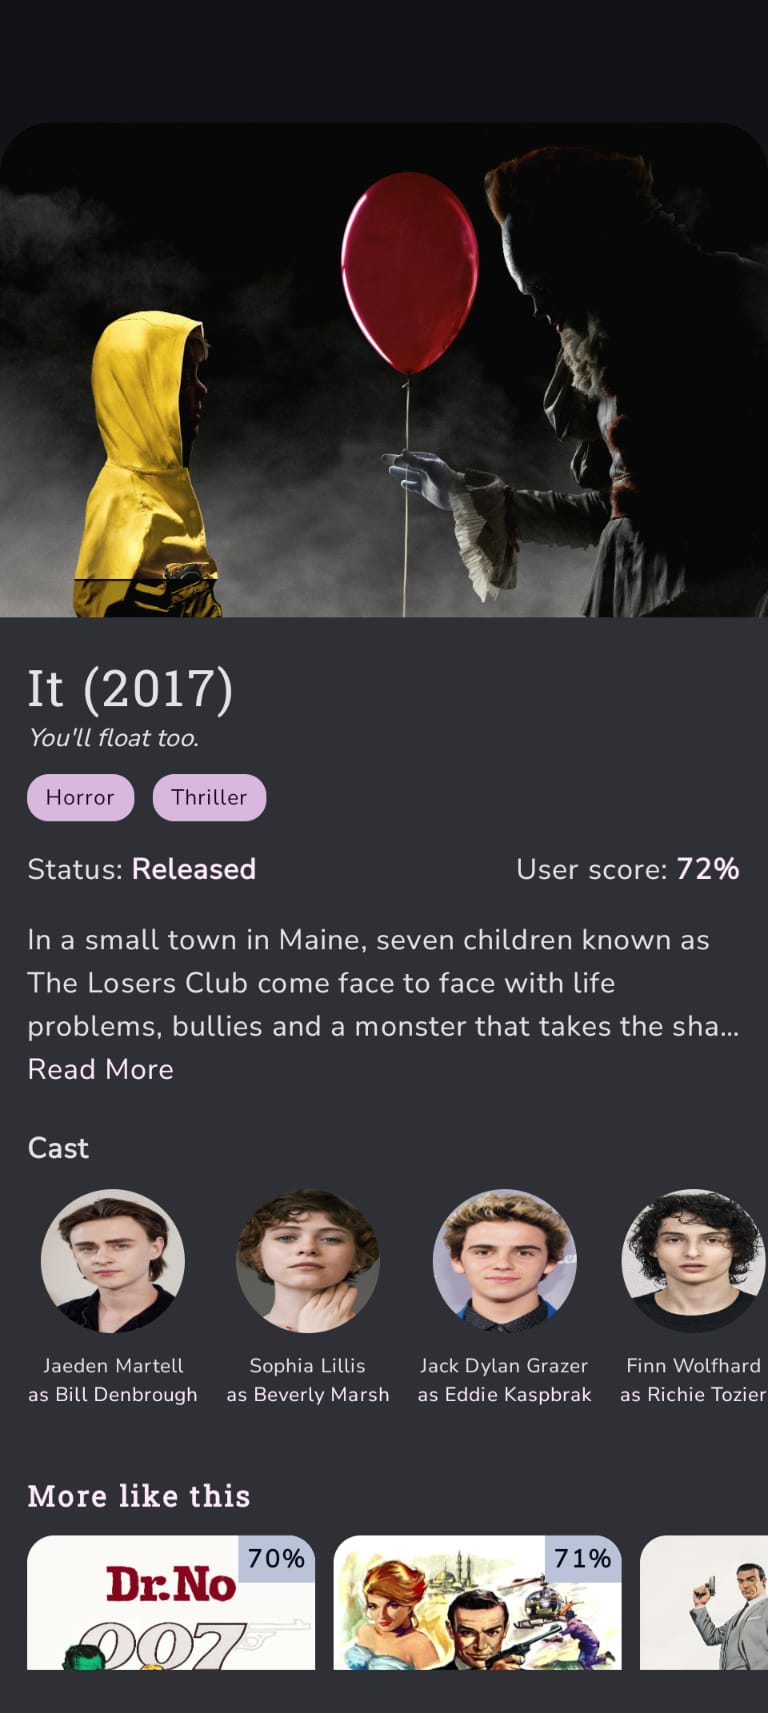 It (2017)
You'll float too.
Horror Thriller
Status: Released User score: 72%
In a small town in Maine, seven children known as
The Losers Club come face to face with life
problems, bullies and a monster that takes the sha...
Read More
Cast
Jaeden Martell
as Bill Denbrough
Sophia Lillis
as Beverly Marsh
Jack Dylan Grazer
as Eddie Kaspbrak
Finn Wolfhard
as Richie Tozier
More like this
70%
Dr.No
007
71%